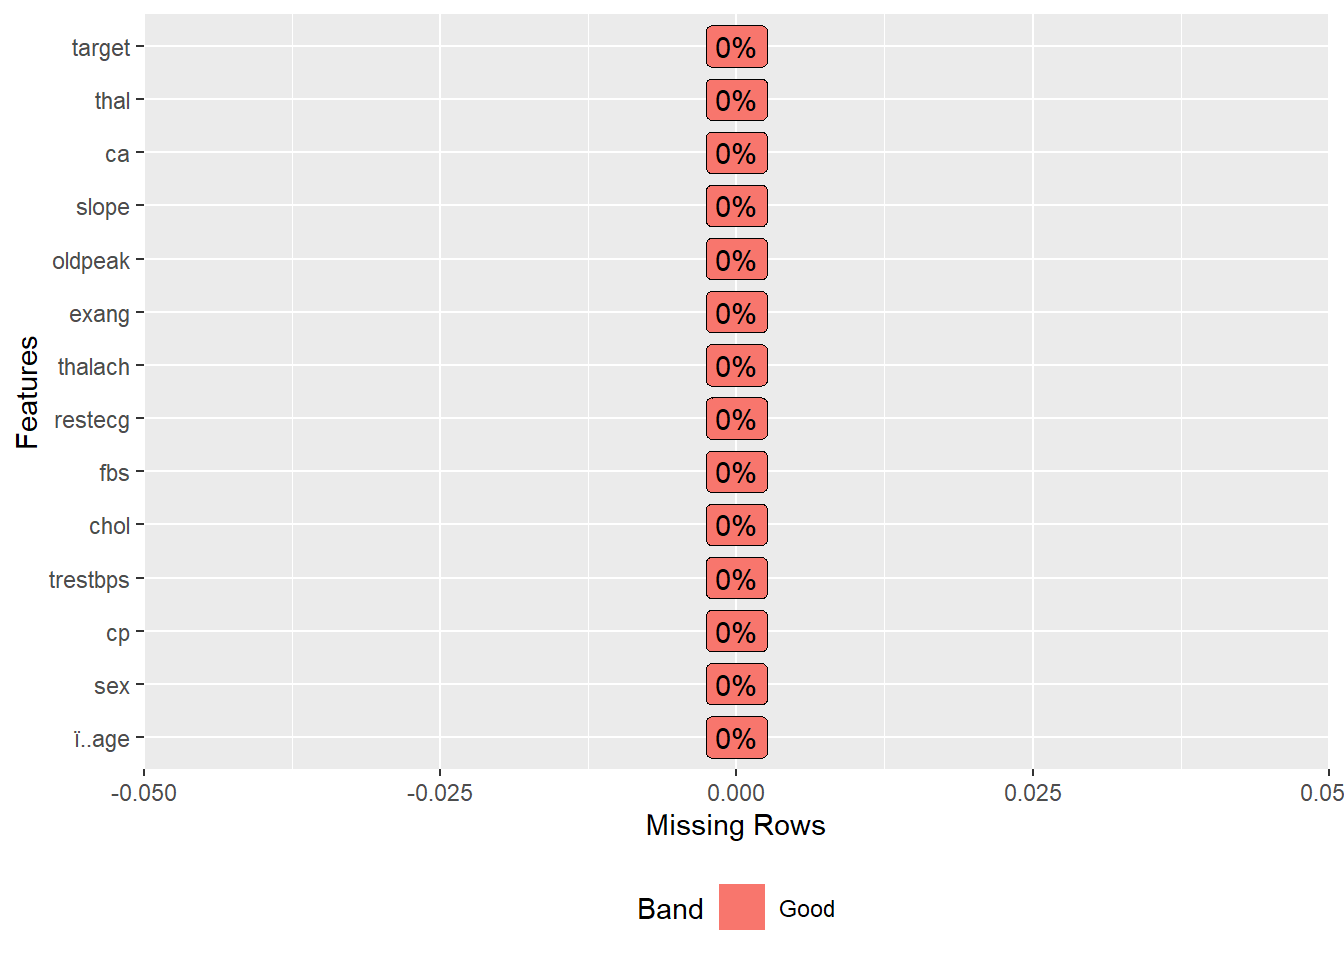 target 0%
thal 0%
ca 0%
slope 0%
oldpeak 0%
exang 0%
thalach 0%
restecg 0%
fbs 0%
chol 0%
trestbps 0%
cp 0%
sex 0%
ï..age 0%
Features
-0.050 -0.025 0.000 0.025 0.05
Missing Rows
Band Good